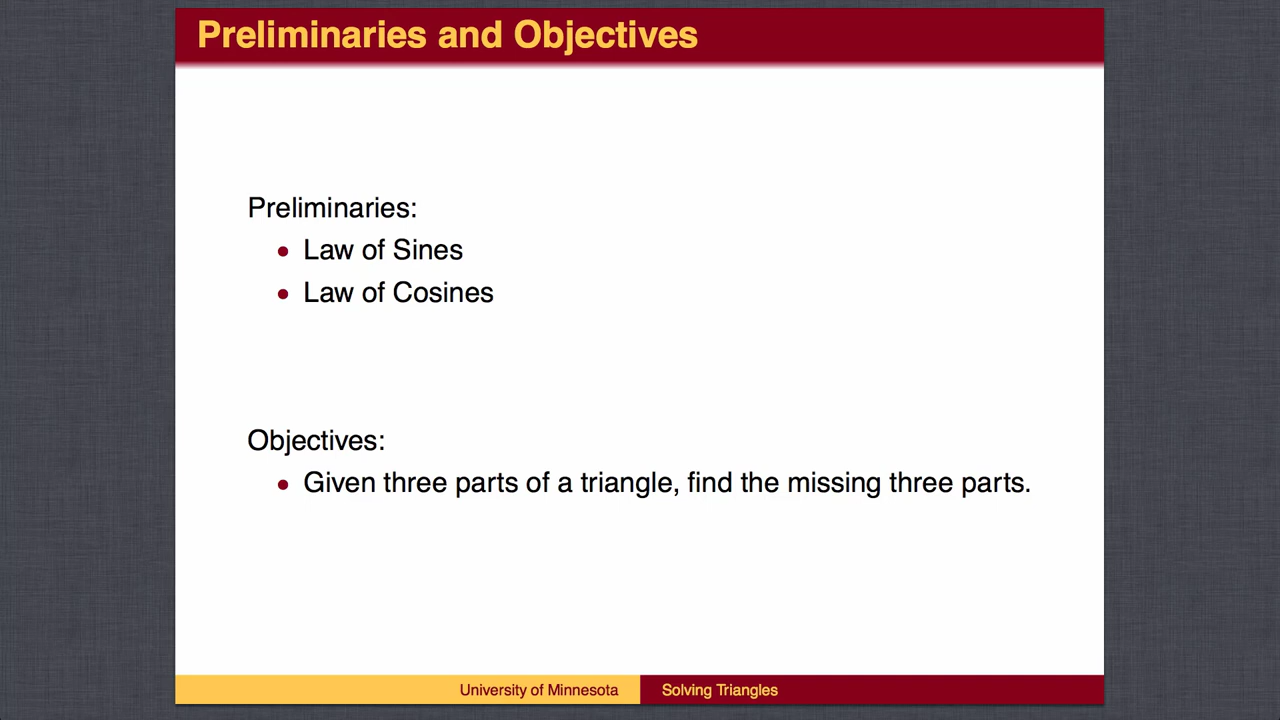 Preliminaries and Objectives
Preliminaries:
• Law of Sines
• Law of Cosines
Objectives:
• Given three parts of a triangle, find the missing three parts.
University of Minnesota
Solving Triangles